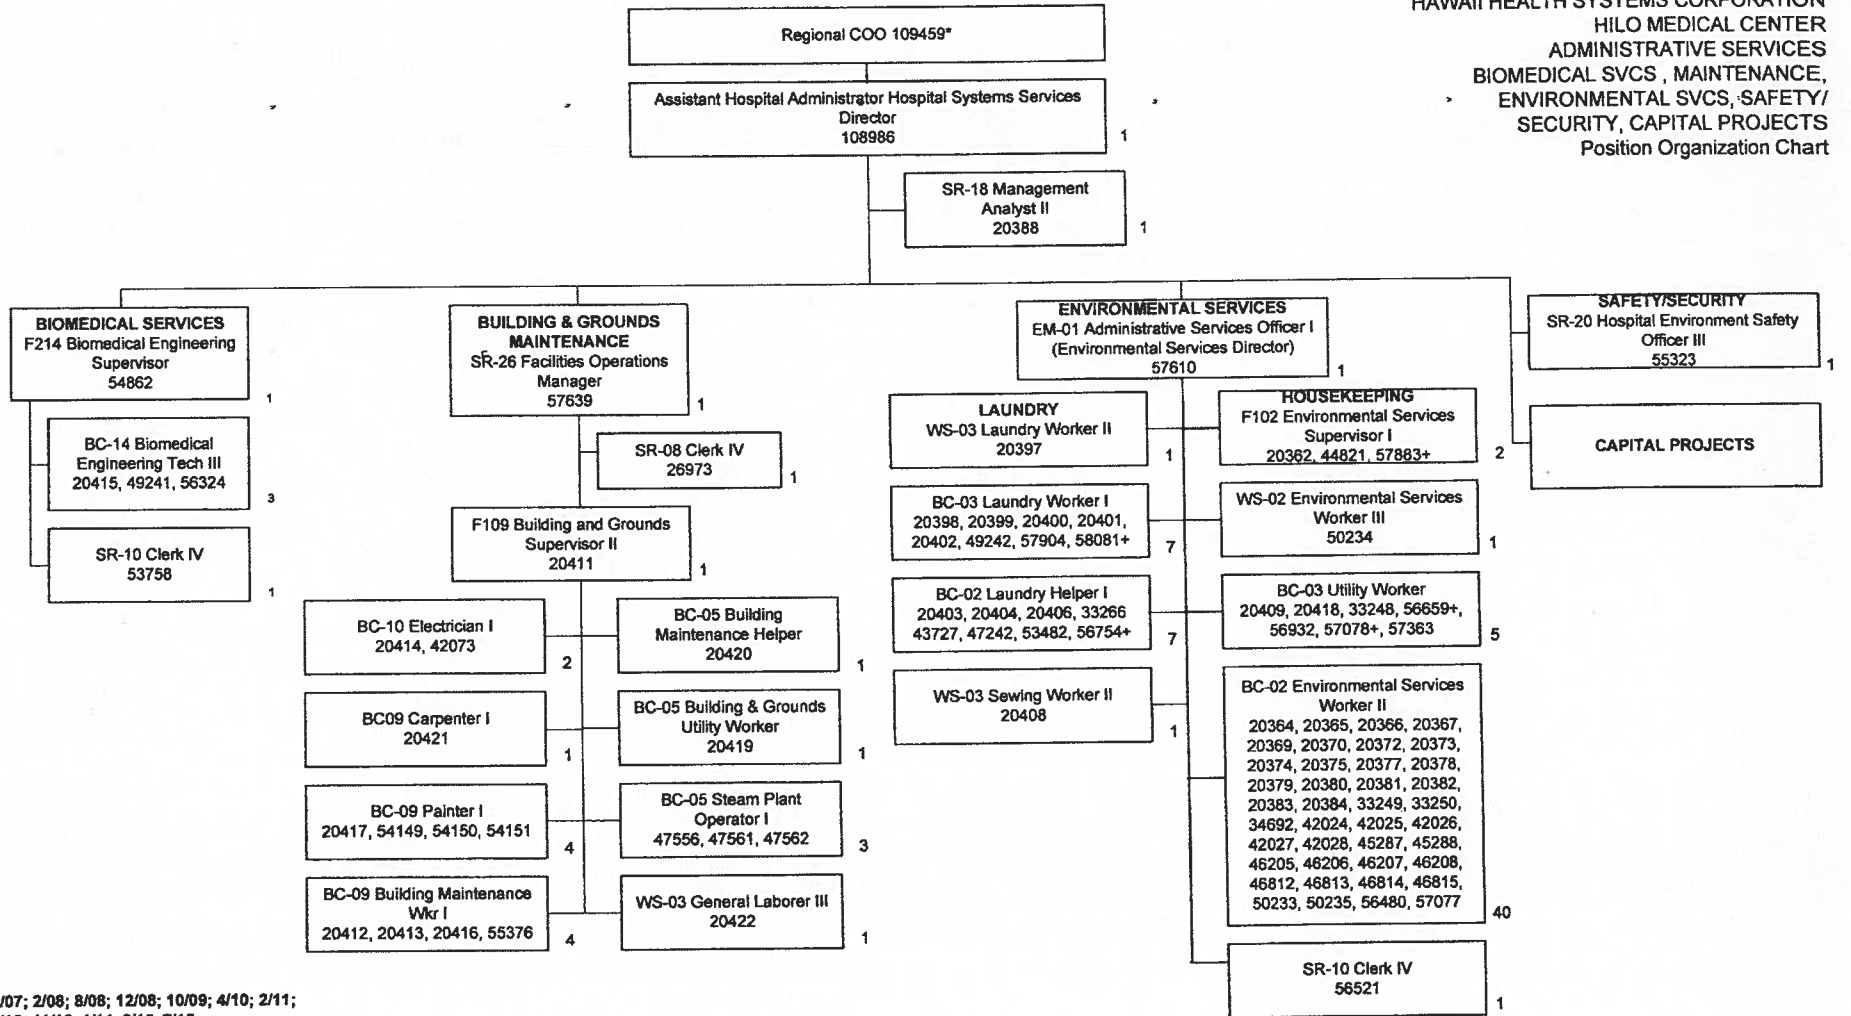 HAWAII HEALTH SYSTEMS CORPORATION
HILO MEDICAL CENTER
ADMINISTRATIVE SERVICES
BIOMEDICAL SVCS , MAINTENANCE,
ENVIRONMENTAL SVCS, SAFETY/
SECURITY, CAPITAL PROJECTS
Position Organization Chart
Regional COO 109459*
Assistant Hospital Administrator Hospital Systems Services
Director
108986
1
SR-18 Management
Analyst II
20388
1
BIOMEDICAL SERVICES
F214 Biomedical Engineering
Supervisor
54862
1
BC-14 Biomedical
Engineering Tech III
20415, 49241, 56324
3
SR-10 Clerk IV
53758
1
BUILDING & GROUNDS
MAINTENANCE
SR-26 Facilities Operations
Manager
57639
1
SR-08 Clerk IV
26973
1
F109 Building and Grounds
Supervisor II
20411
1
BC-10 Electrician I
20414, 42073
2
BC-05 Building
Maintenance Helper
20420
1
BC09 Carpenter I
20421
1
BC-05 Building & Grounds
Utility Worker
20419
1
BC-09 Painter I
20417, 54149, 54150, 54151
4
BC-05 Steam Plant
Operator I
47556, 47561, 47562
3
BC-09 Building Maintenance
Wkr I
20412, 20413, 20416, 55376
4
WS-03 General Laborer III
20422
1
ENVIRONMENTAL SERVICES
EM-01 Administrative Services Officer I
(Environmental Services Director)
57610
1
LAUNDRY
WS-03 Laundry Worker II
20397
1
HOUSEKEEPING
F102 Environmental Services
Supervisor I
20362, 44821, 57883+
2
BC-03 Laundry Worker I
20398, 20399, 20400, 20401,
20402, 49242, 57904, 58081+
7
WS-02 Environmental Services
Worker III
50234
1
BC-02 Laundry Helper I
20403, 20404, 20406, 33266
43727, 47242, 53482, 56754+
7
BC-03 Utility Worker
20409, 20418, 33248, 56659+,
56932, 57078+, 57363
5
WS-03 Sewing Worker II
20408
1
BC-02 Environmental Services
Worker II
20364, 20365, 20366, 20367,
20369, 20370, 20372, 20373,
20374, 20375, 20377, 20378,
20379, 20380, 20381, 20382,
20383, 20384, 33249, 33250,
34692, 42024, 42025, 42026,
42027, 42028, 45287, 45288,
46205, 46206, 46207, 46208,
46812, 46813, 46814, 46815,
50233, 50235, 56480, 57077
40
SR-10 Clerk IV
56521
1
SAFETY/SECURITY
SR-20 Hospital Environment Safety
Officer III
55323
1
CAPITAL PROJECTS
/07; 2/08; 8/08; 12/08; 10/09; 4/10; 2/11;